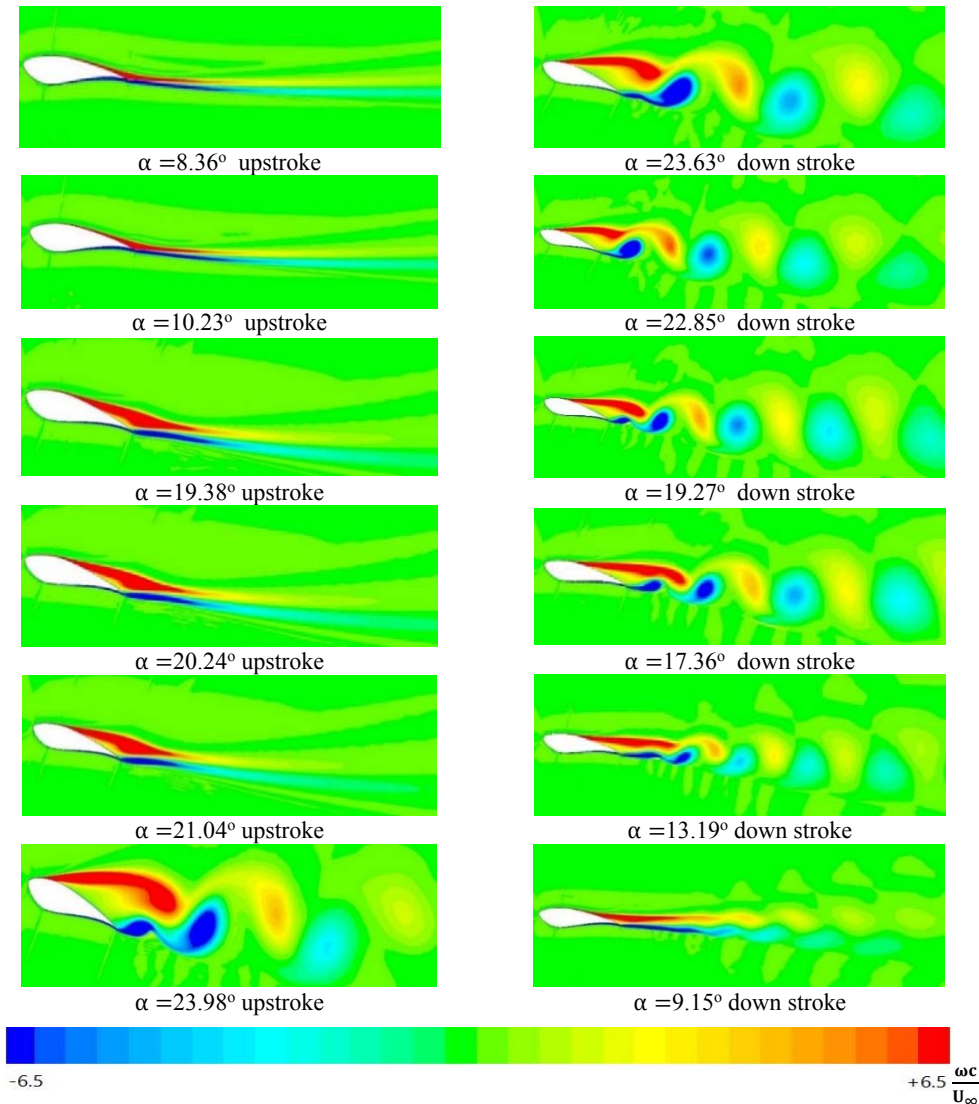 α =8.36° upstroke
α =10.23° upstroke
α =19.38° upstroke
α =20.24° upstroke
α =21.04° upstroke
α =23.98° upstroke
α =23.63° down stroke
α =22.85° down stroke
α =19.27° down stroke
α =17.36° down stroke
α =13.19° down stroke
α =9.15° down stroke
-6.5
+6.5
ωc
U∞